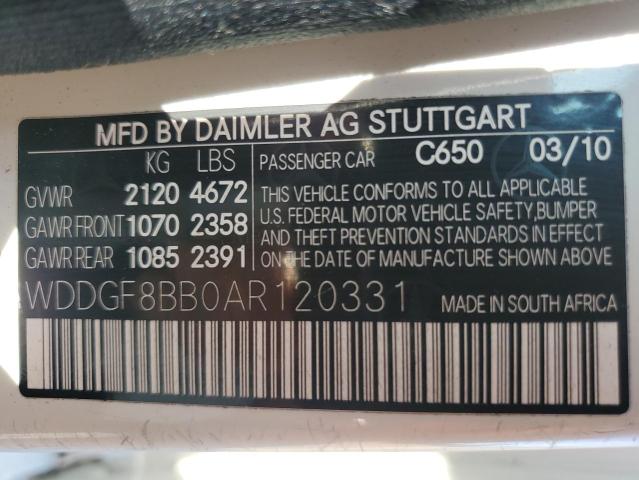 MFD BY DAIMLER AG STUTTGART
KG LBS PASSENGER CAR C650 03/10
GVWR 2120 4672
GAWR FRONT 1070 2358
GAWR REAR 1085 2391
THIS VEHICLE CONFORMS TO ALL APPLICABLE
U.S. FEDERAL MOTOR VEHICLE SAFETY,BUMPER
AND THEFT PREVENTION STANDARDS IN EFFECT
ON THE DATE OF MANUFACTURE SHOWN ABOVE
WDDGF8BB0AR120331 MADE IN SOUTH AFRICA